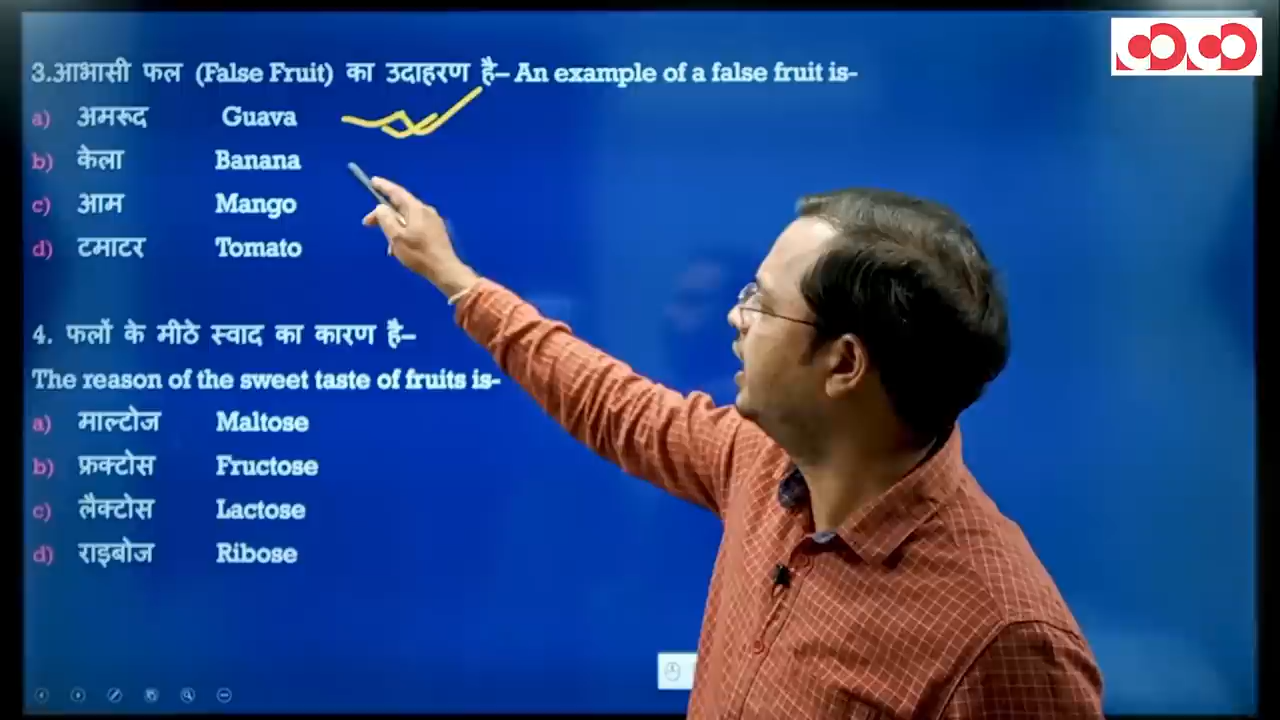 3.आभासी फल (False Fruit) का उदाहरण है– An example of a false fruit is-
a) अमरूद Guava
b) केला Banana
c) आम Mango
d) टमाटर Tomato
4. फलों के मीठे स्वाद का कारण है–
The reason of the sweet taste of fruits is-
a) माल्टोज Maltose
b) फ्रक्टोस Fructose
c) लैक्टोस Lactose
d) राइबोज Ribose